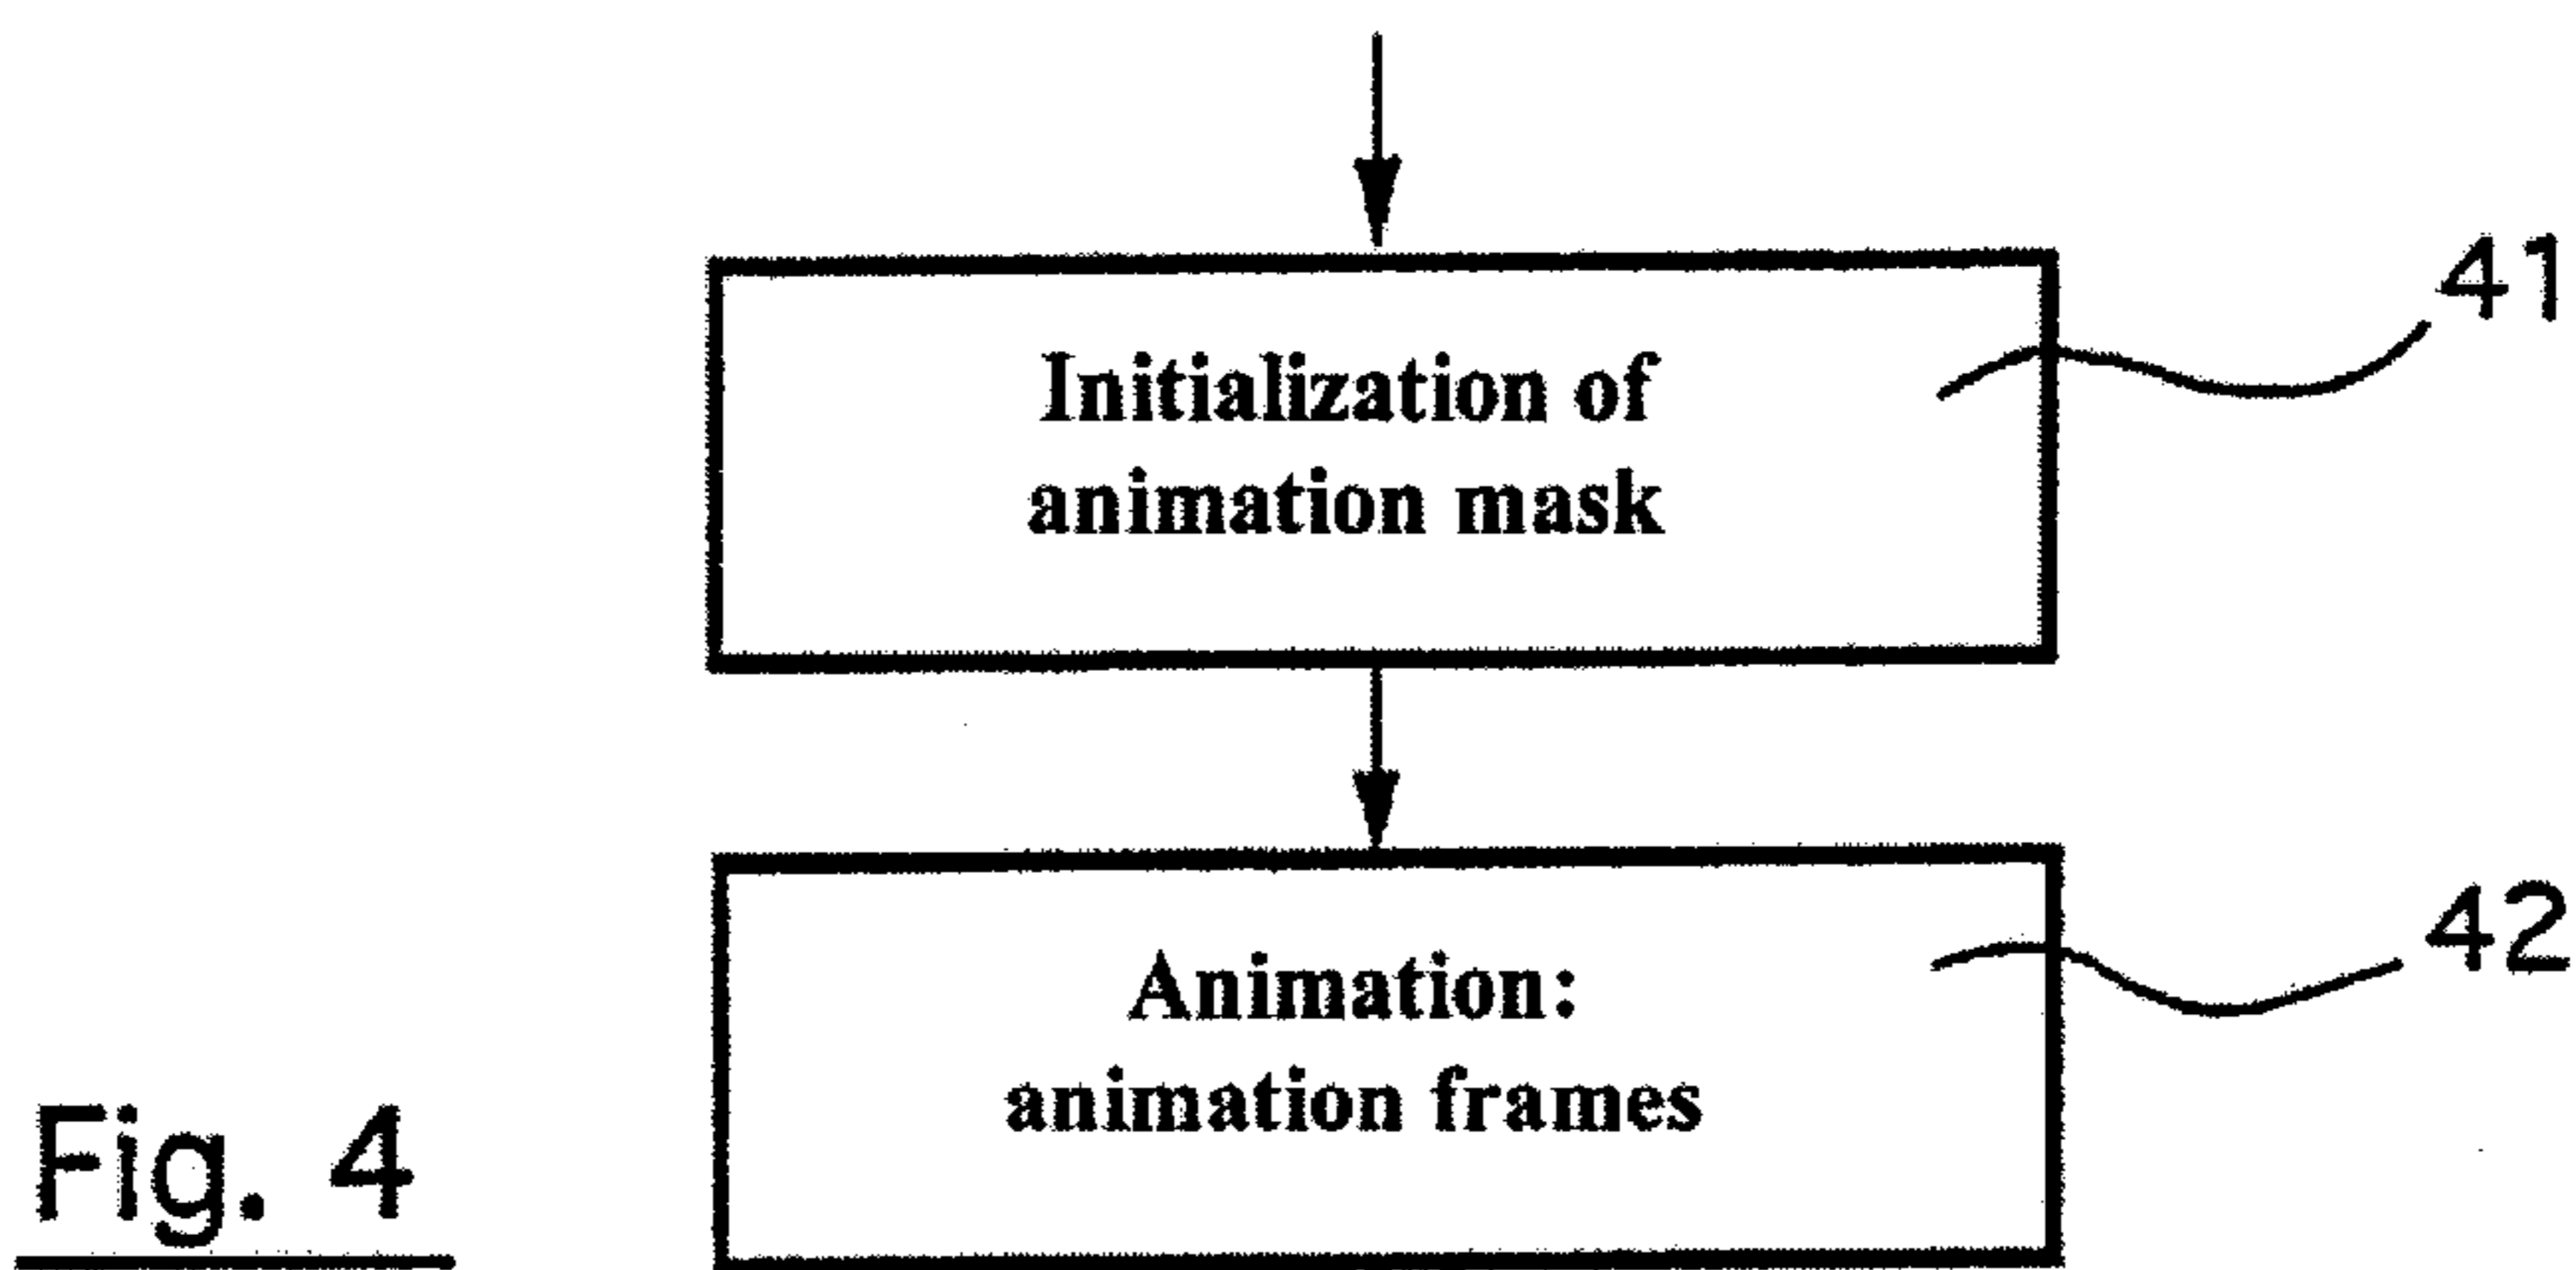 Initialization of
animation mask
41
Animation:
animation frames
42
Fig. 4